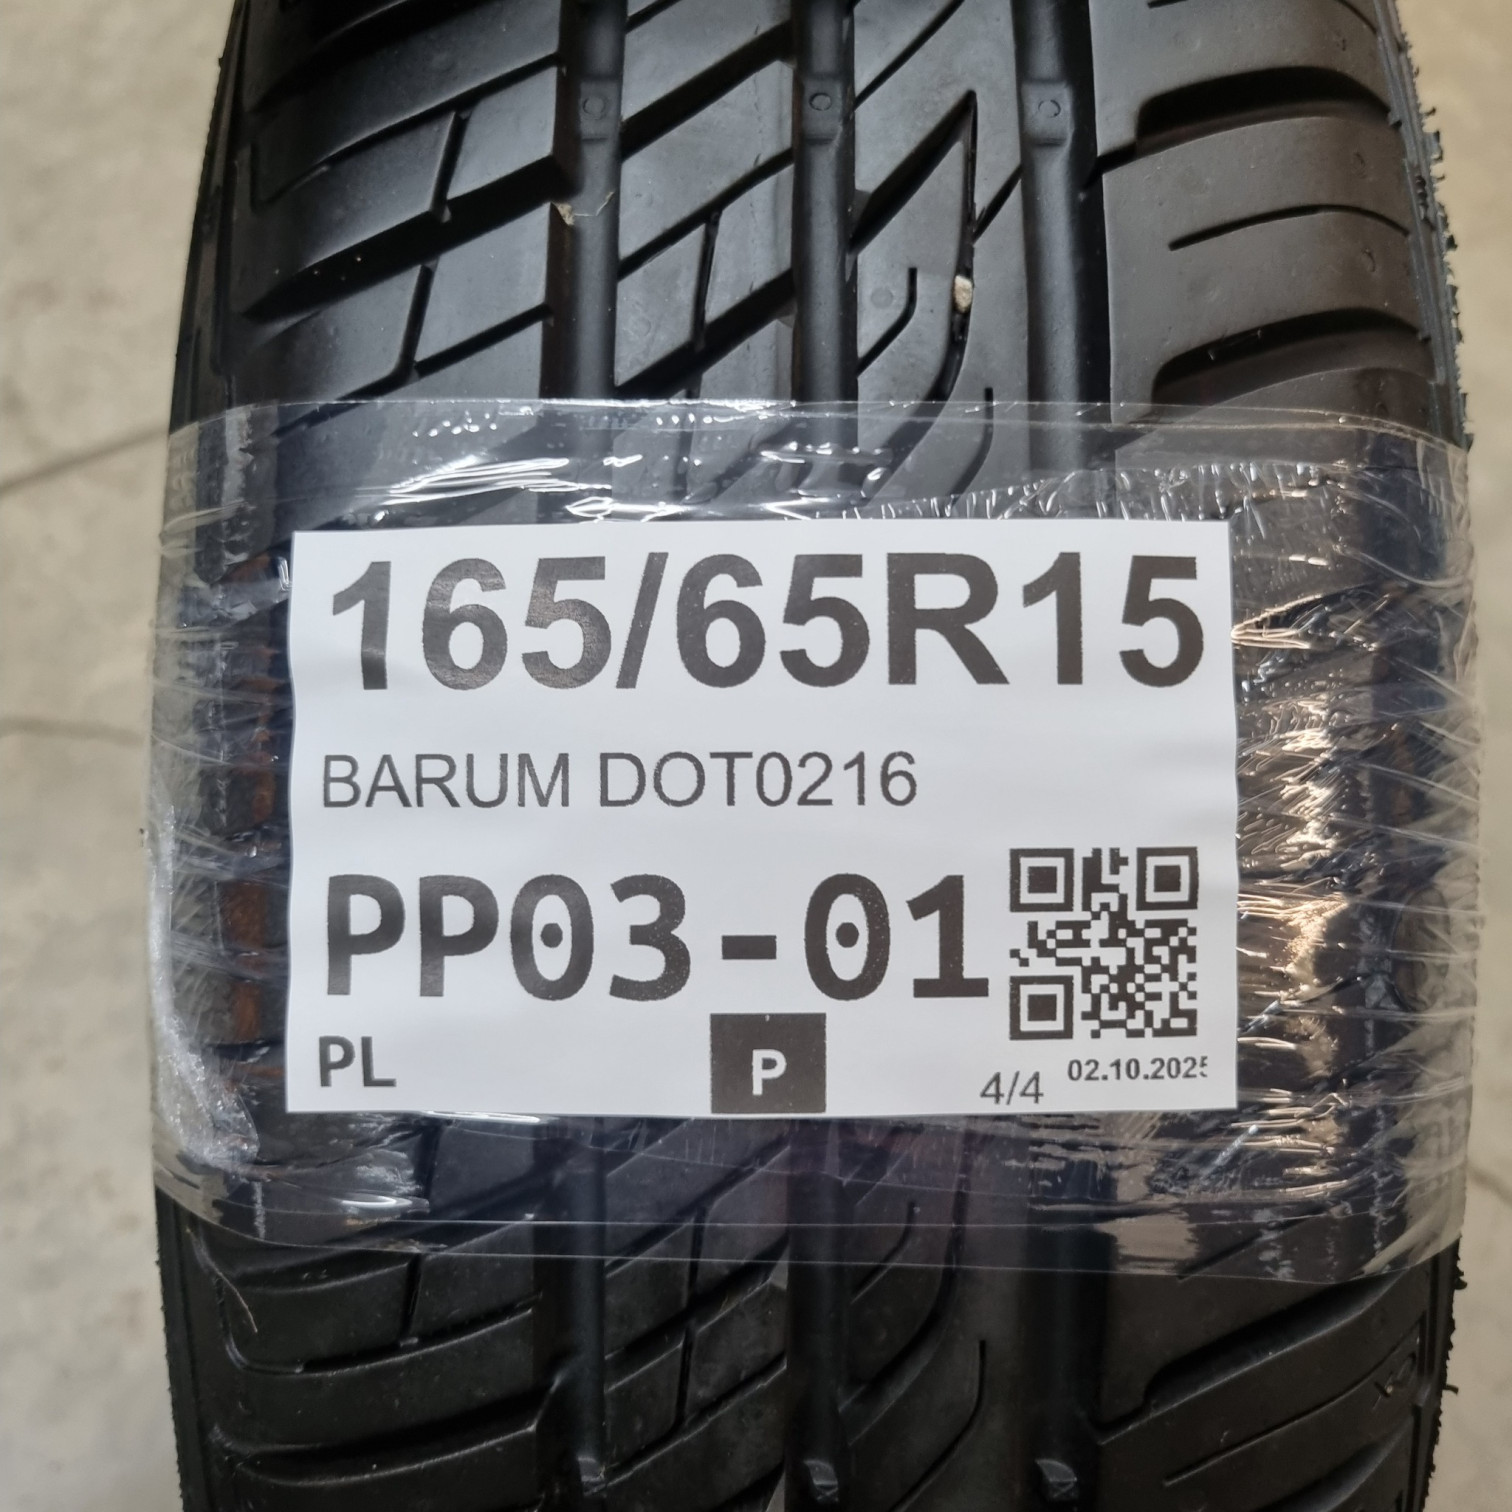 165/65R15
BARUM DOT0216
PP03-01
PL
P
4/4
02.10.2025